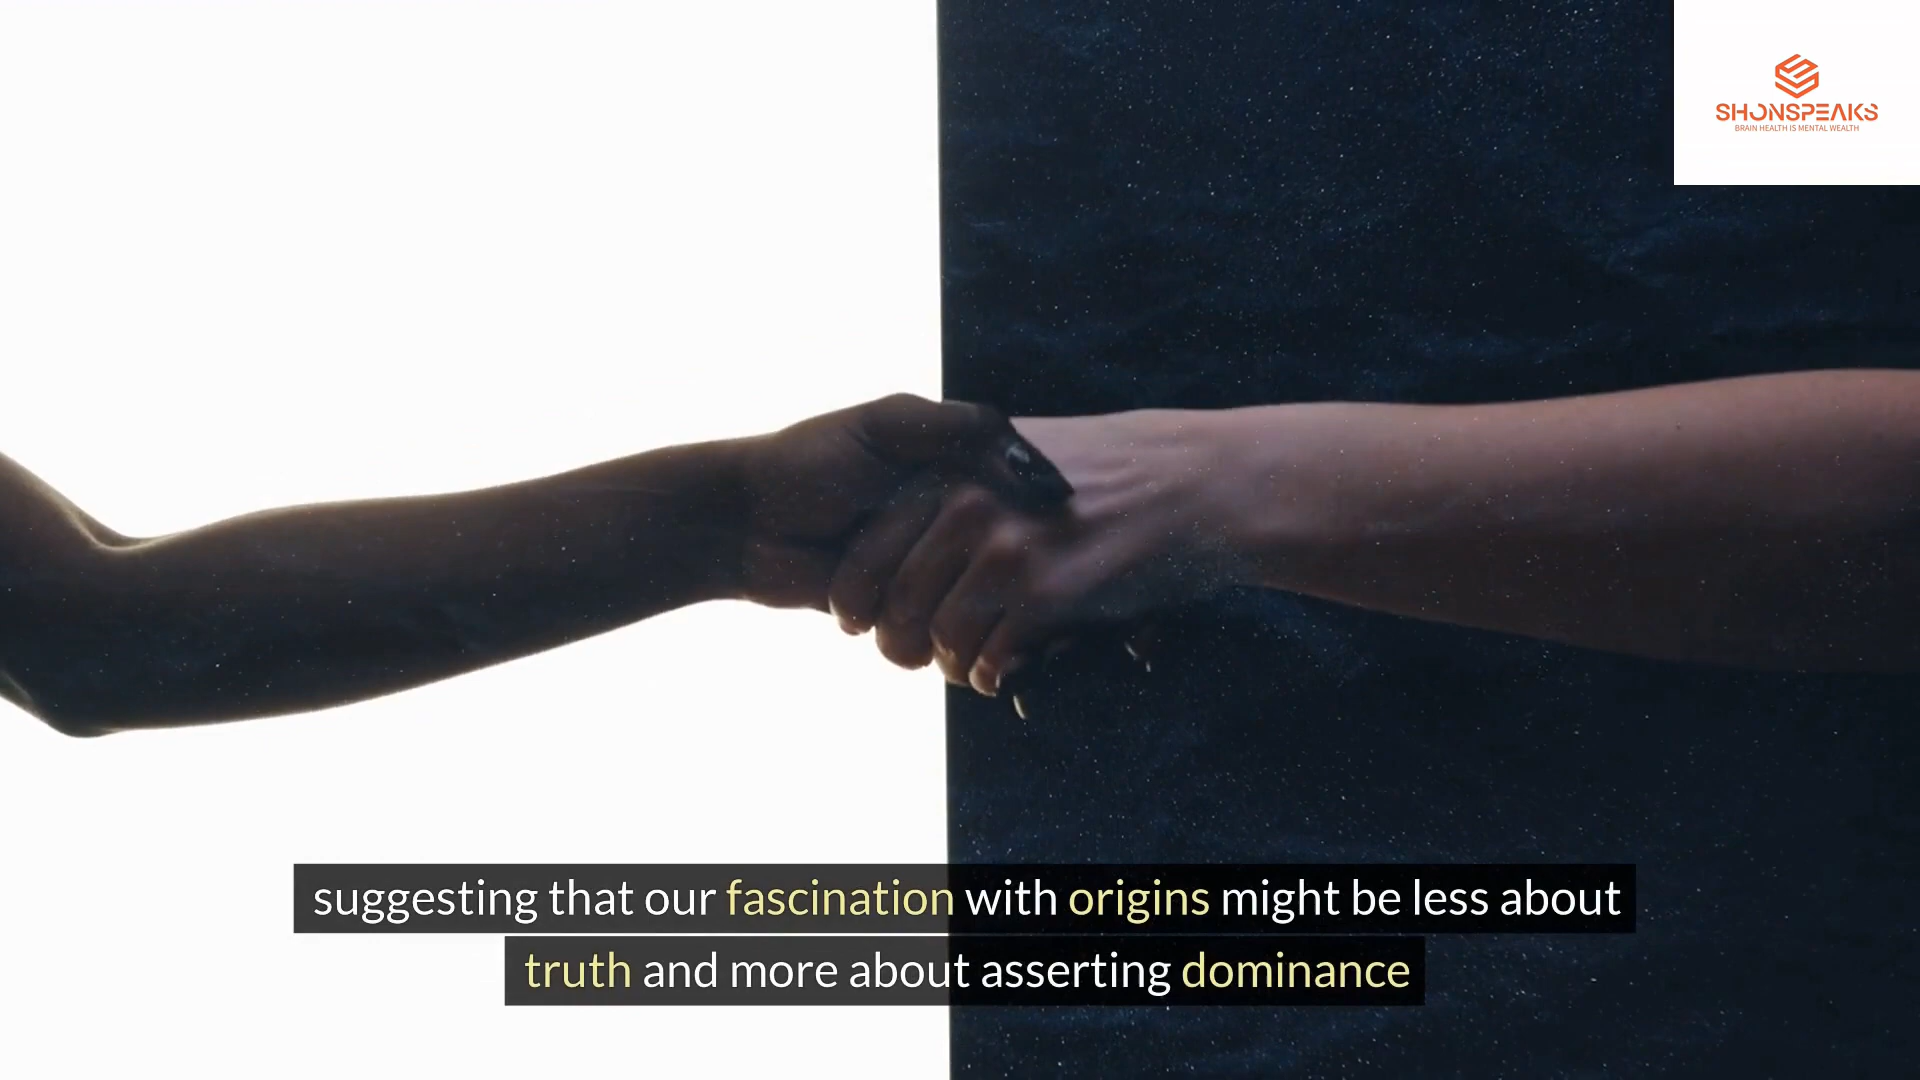 SHONSPEAKS
BRAIN HEALTH IS MENTAL WEALTH
suggesting that our fascination with origins might be less about
truth and more about asserting dominance